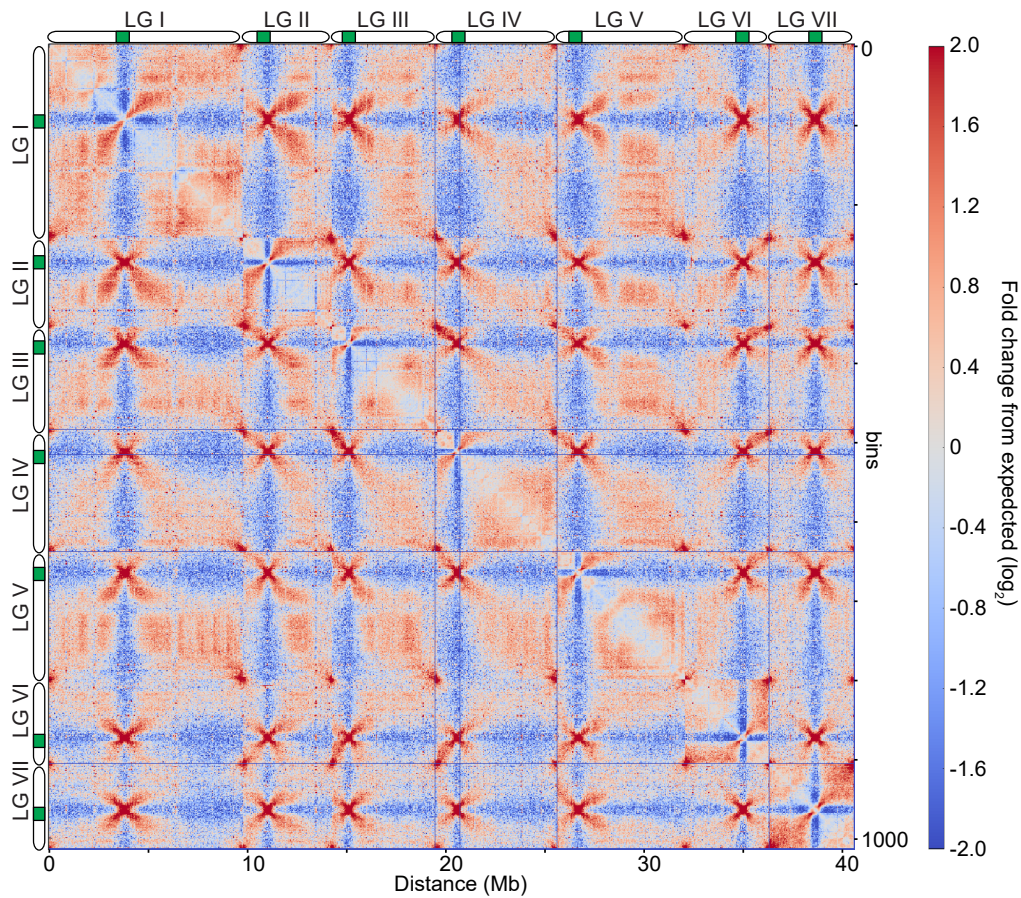 LG I LG II LG III LG IV LG V LG VI LG VII
LG I
LG II
LG III
LG IV
LG V
LG VI
LG VII
0
bins
1000
0 10 20 30 40
Distance (Mb)
2.0
1.6
1.2
0.8
0.4
0
-0.4
-0.8
-1.2
-1.6
-2.0
Fold change from expedcted (log2)